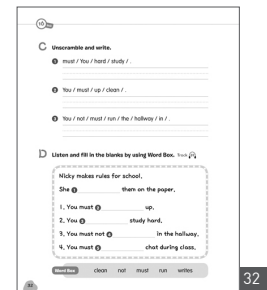 10
C Unscramble and write.
1 must / You / hard / study / .
2 You / must / up / clean / .
3 You / not / must / run / the / hallway / in / .
D Listen and fill in the blanks by using Word Box. Track
Nicky makes rules for school.
She 1 them on the paper.
1. You must 2 up.
2. You 3 study hard.
3. You must not 4 in the hallway.
4. You must 5 chat during class.
Word Box clean not must run writes
32
32